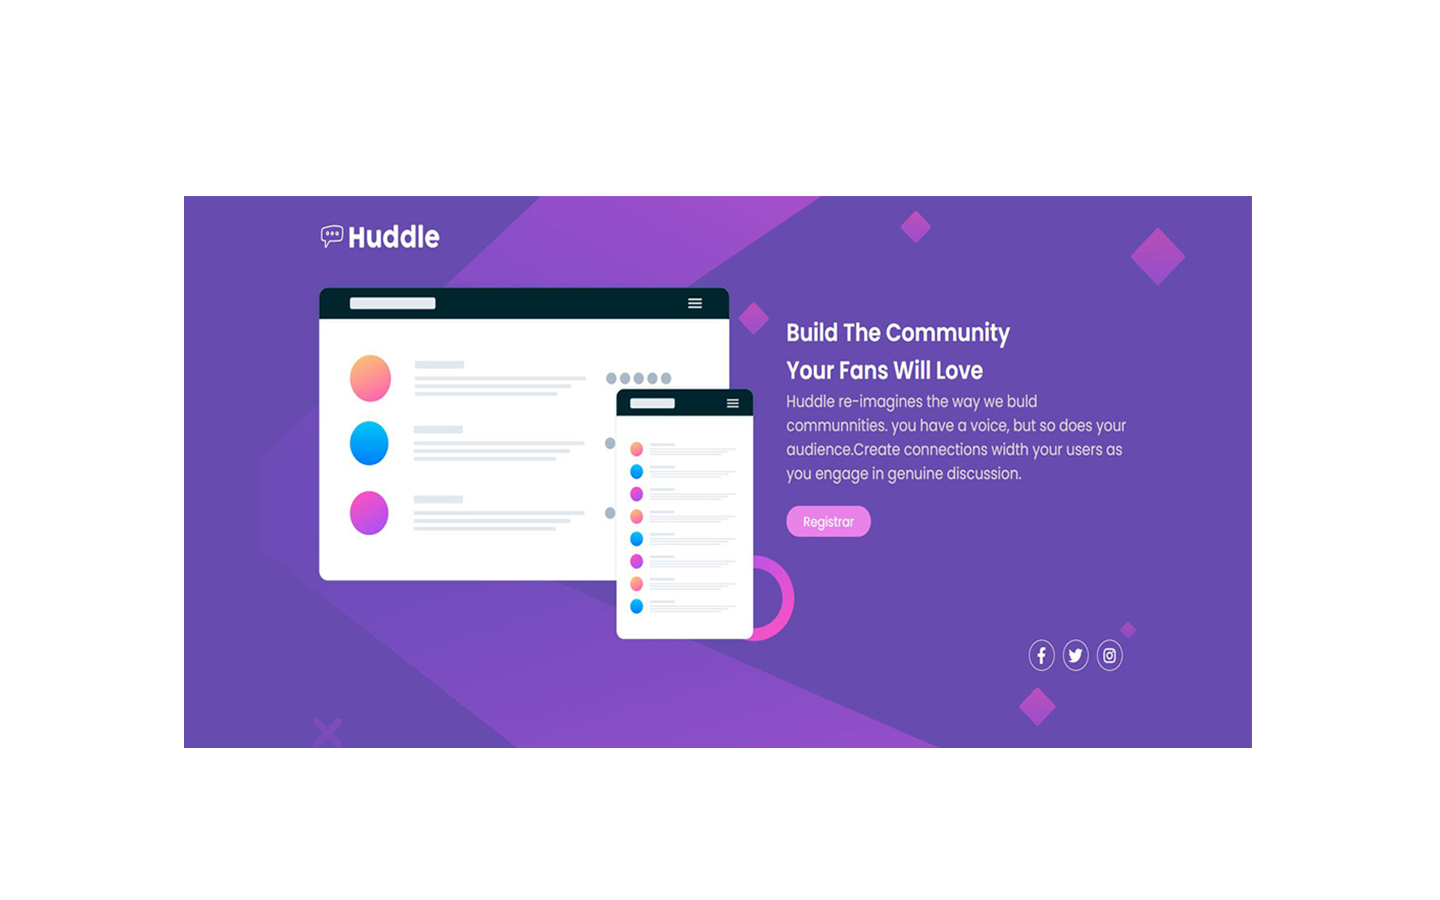 Huddle
Build The Community
Your Fans Will Love
Huddle re-imagines the way we buld
communnities. you have a voice, but so does your
audience.Create connections width your users as
you engage in genuine discussion.
Registrar